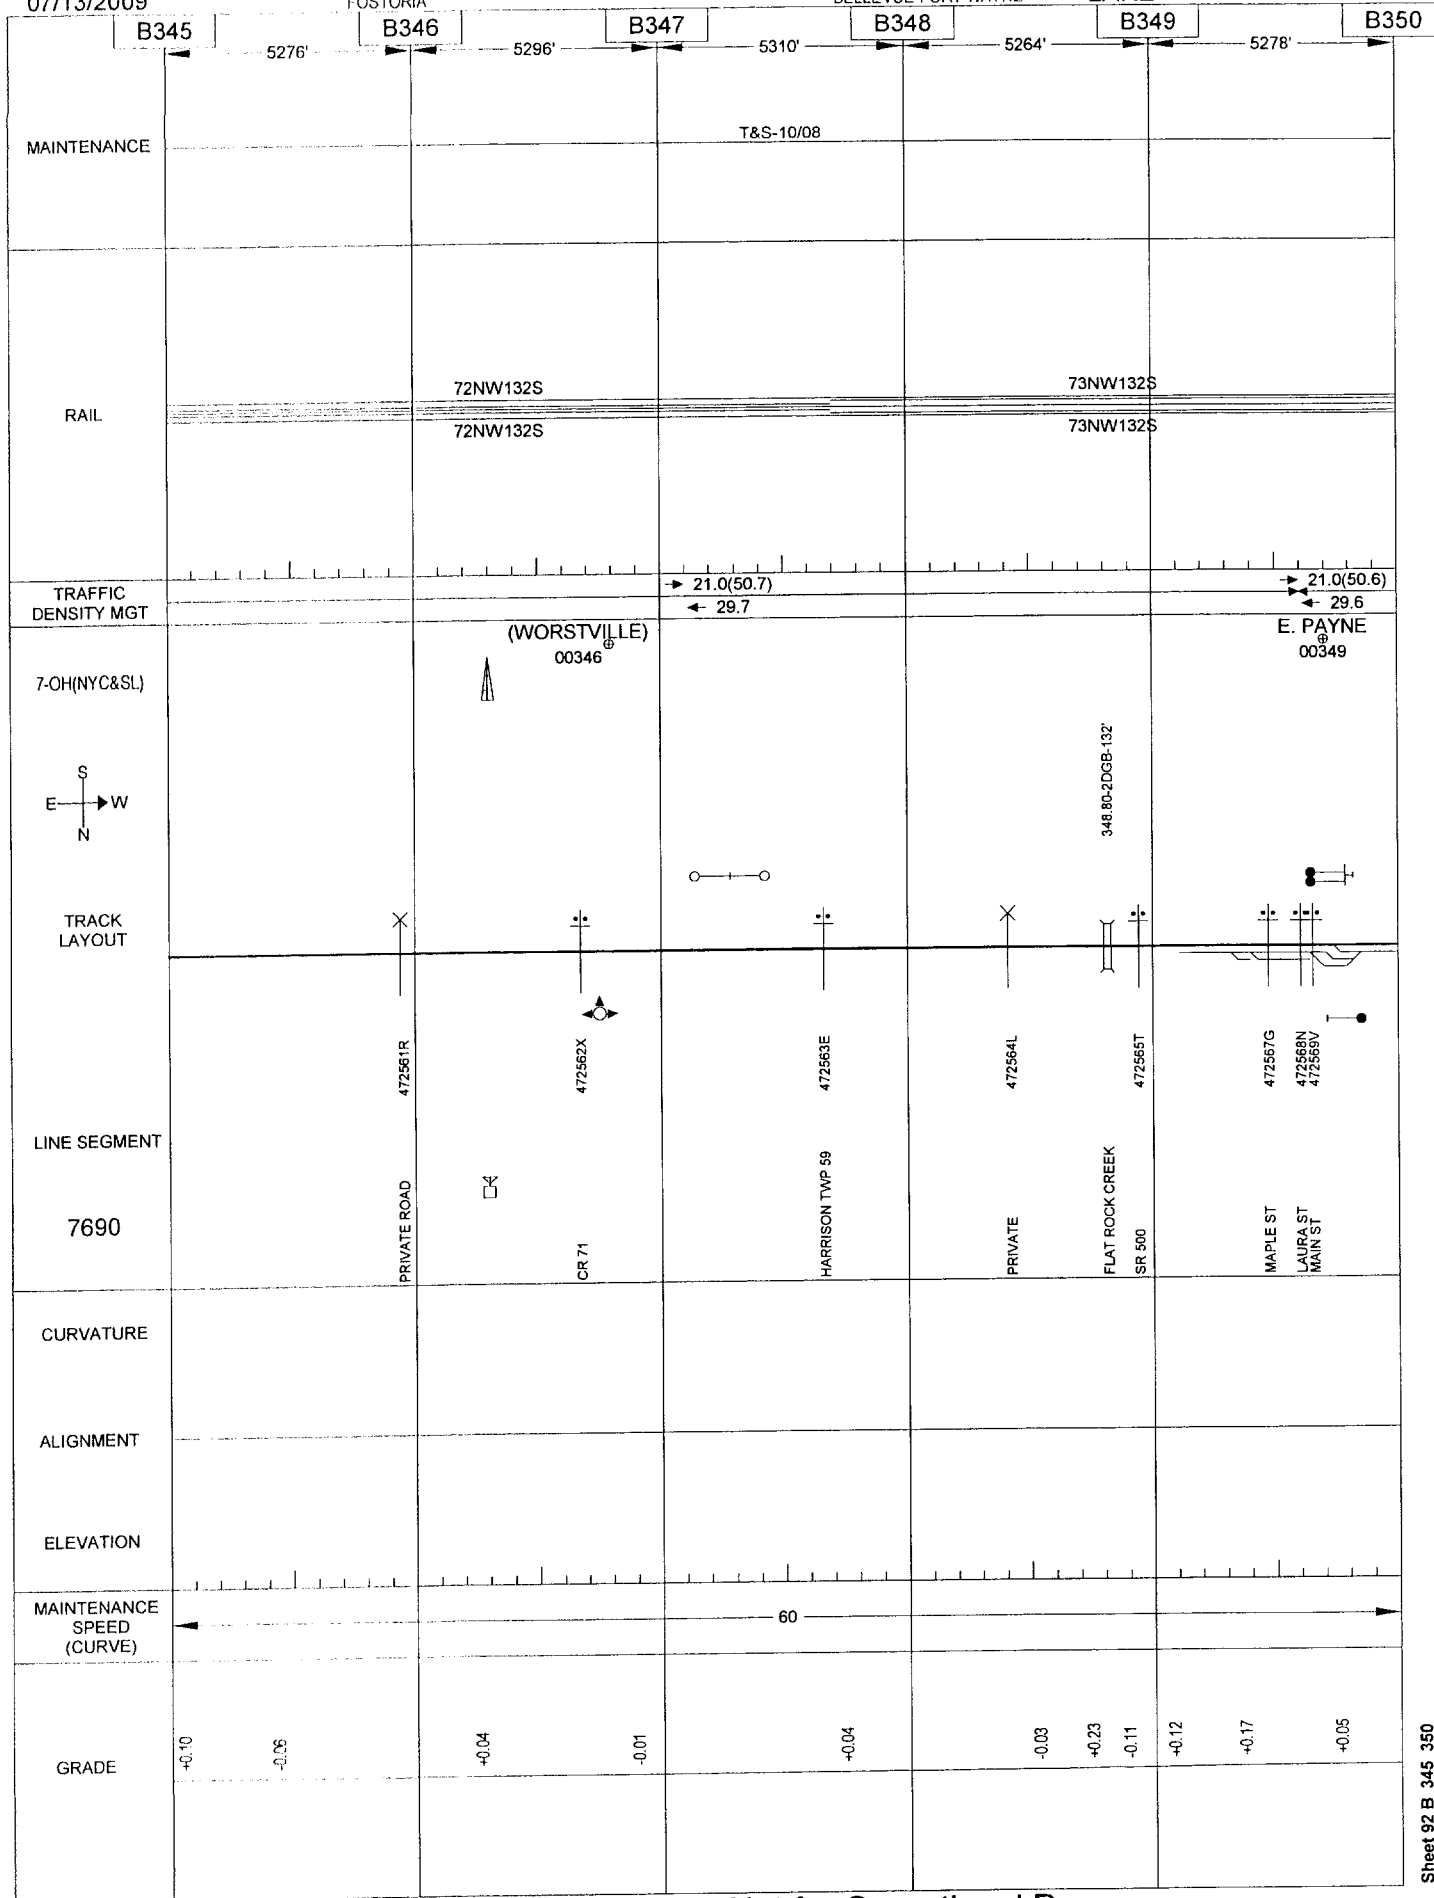 07/13/2009
FOSTORIA
B345 B346 B347 B348 B349 B350
5276' 5296' 5310' 5264' 5278'
MAINTENANCE
T&S-10/08
72NW132S 73NW132S
RAIL
72NW132S 73NW132S
TRAFFIC
DENSITY MGT
21.0(50.7) 21.0(50.6)
29.7 29.6
(WORSTVILLE) E. PAYNE
00346 00349
7-OH(NYC&SL)
S
E W
N
348.80-2DGB-132'
TRACK
LAYOUT
472561R
472562X
472563E
472564L
472565T
472567G
472568N
472569V
LINE SEGMENT
7690
PRIVATE ROAD
CR 71
HARRISON TWP 59
PRIVATE
FLAT ROCK CREEK
SR 500
MAPLE ST
LAURA ST
MAIN ST
CURVATURE
ALIGNMENT
ELEVATION
MAINTENANCE
SPEED
(CURVE)
60
GRADE
+0.10
-0.06
+0.04
-0.01
+0.04
-0.03
+0.23
-0.11
+0.12
+0.17
+0.05
Sheet 92 B 345 350